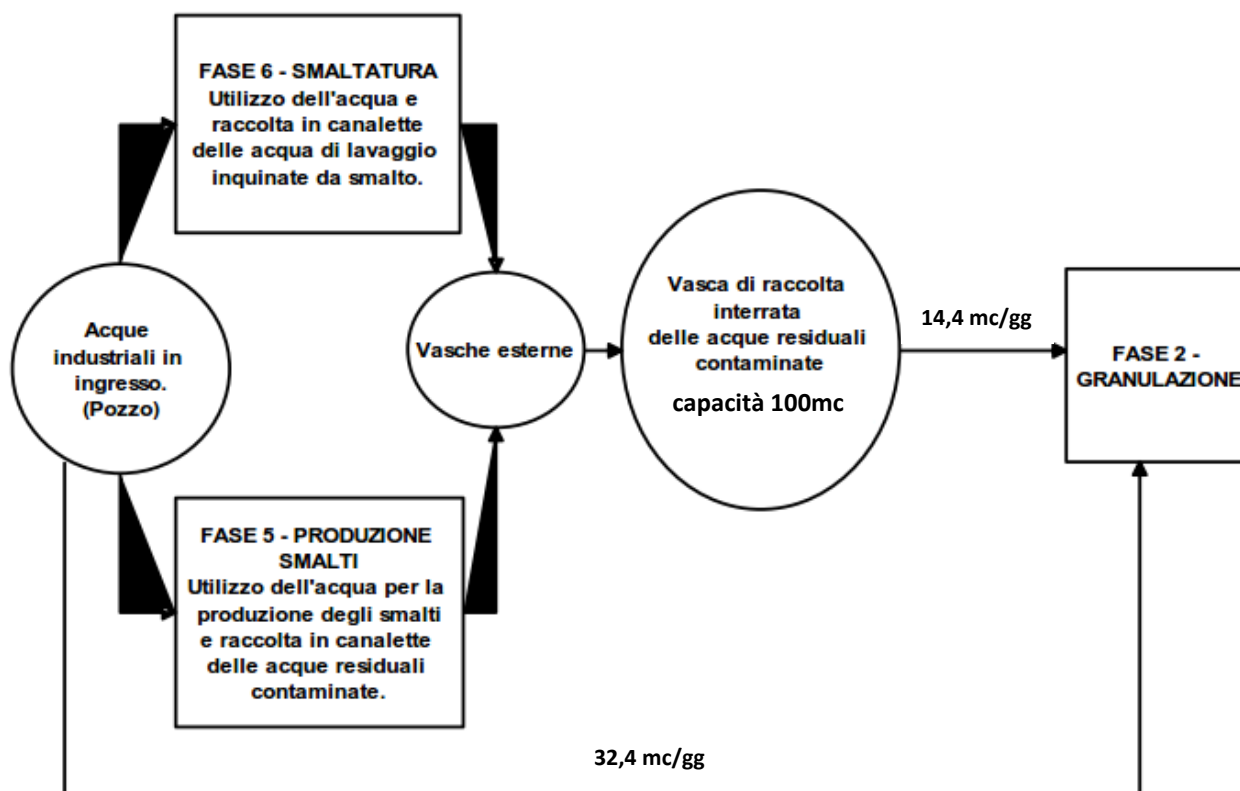 FASE 6 - SMALTATURA
Utilizzo dell'acqua e
raccolta in canalette
delle acqua di lavaggio
inquinate da smalto.
Acque
industriali in
ingresso.
(Pozzo)
Vasche esterne
Vasca di raccolta
interrata
delle acque residuali
contaminate
capacità 100mc
14,4 mc/gg
FASE 2 -
GRANULAZIONE
FASE 5 - PRODUZIONE
SMALTI
Utilizzo dell'acqua per la
produzione degli smalti
e raccolta in canalette
delle acque residuali
contaminate.
32,4 mc/gg